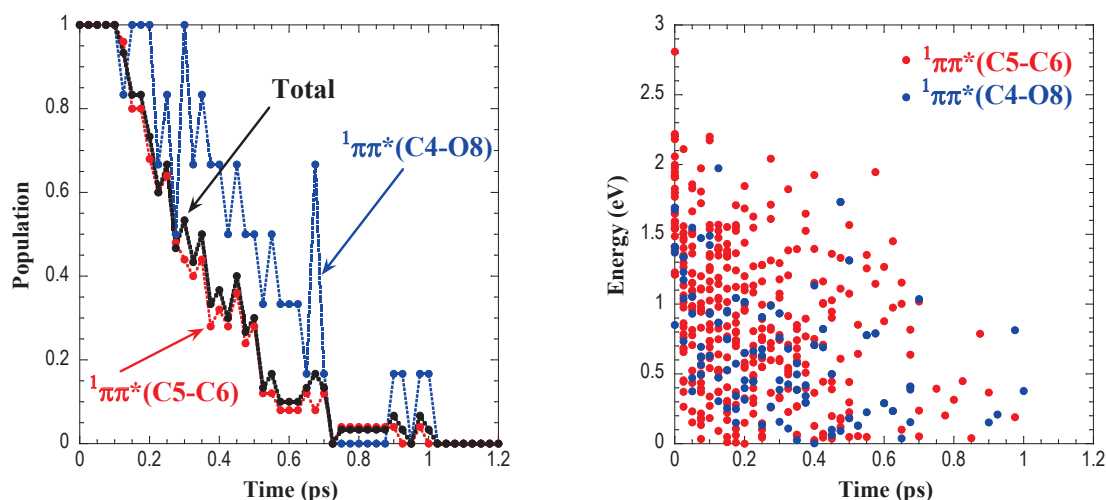 Population
1
0.8
0.6
0.4
0.2
0
0 0.2 0.4 0.6 0.8 1 1.2
Time (ps)
Total
¹ππ*(C4-O8)
¹ππ*(C5-C6)
Energy (eV)
3
2.5
2
1.5
1
0.5
0
0 0.2 0.4 0.6 0.8 1 1.2
Time (ps)
¹ππ*(C5-C6)
¹ππ*(C4-O8)